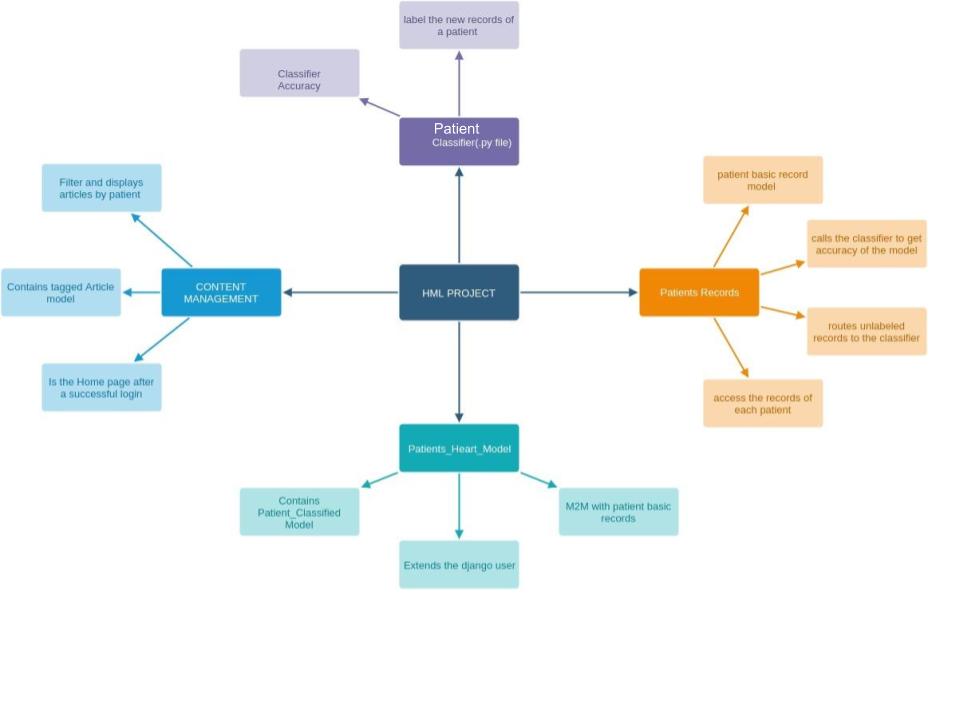 label the new records of
a patient
Classifier
Accuracy
Patient
Classifier(.py file)
Filter and displays
articles by patient
patient basic record
model
calls the classifier to get
accuracy of the model
Contains tagged Article
model
CONTENT
MANAGEMENT
HML PROJECT
Patients Records
routes unlabeled
records to the classifier
Is the Home page after
a successful login
access the records of
each patient
Patients_Heart_Model
Contains
Patient_Classified
Model
M2M with patient basic
records
Extends the django user